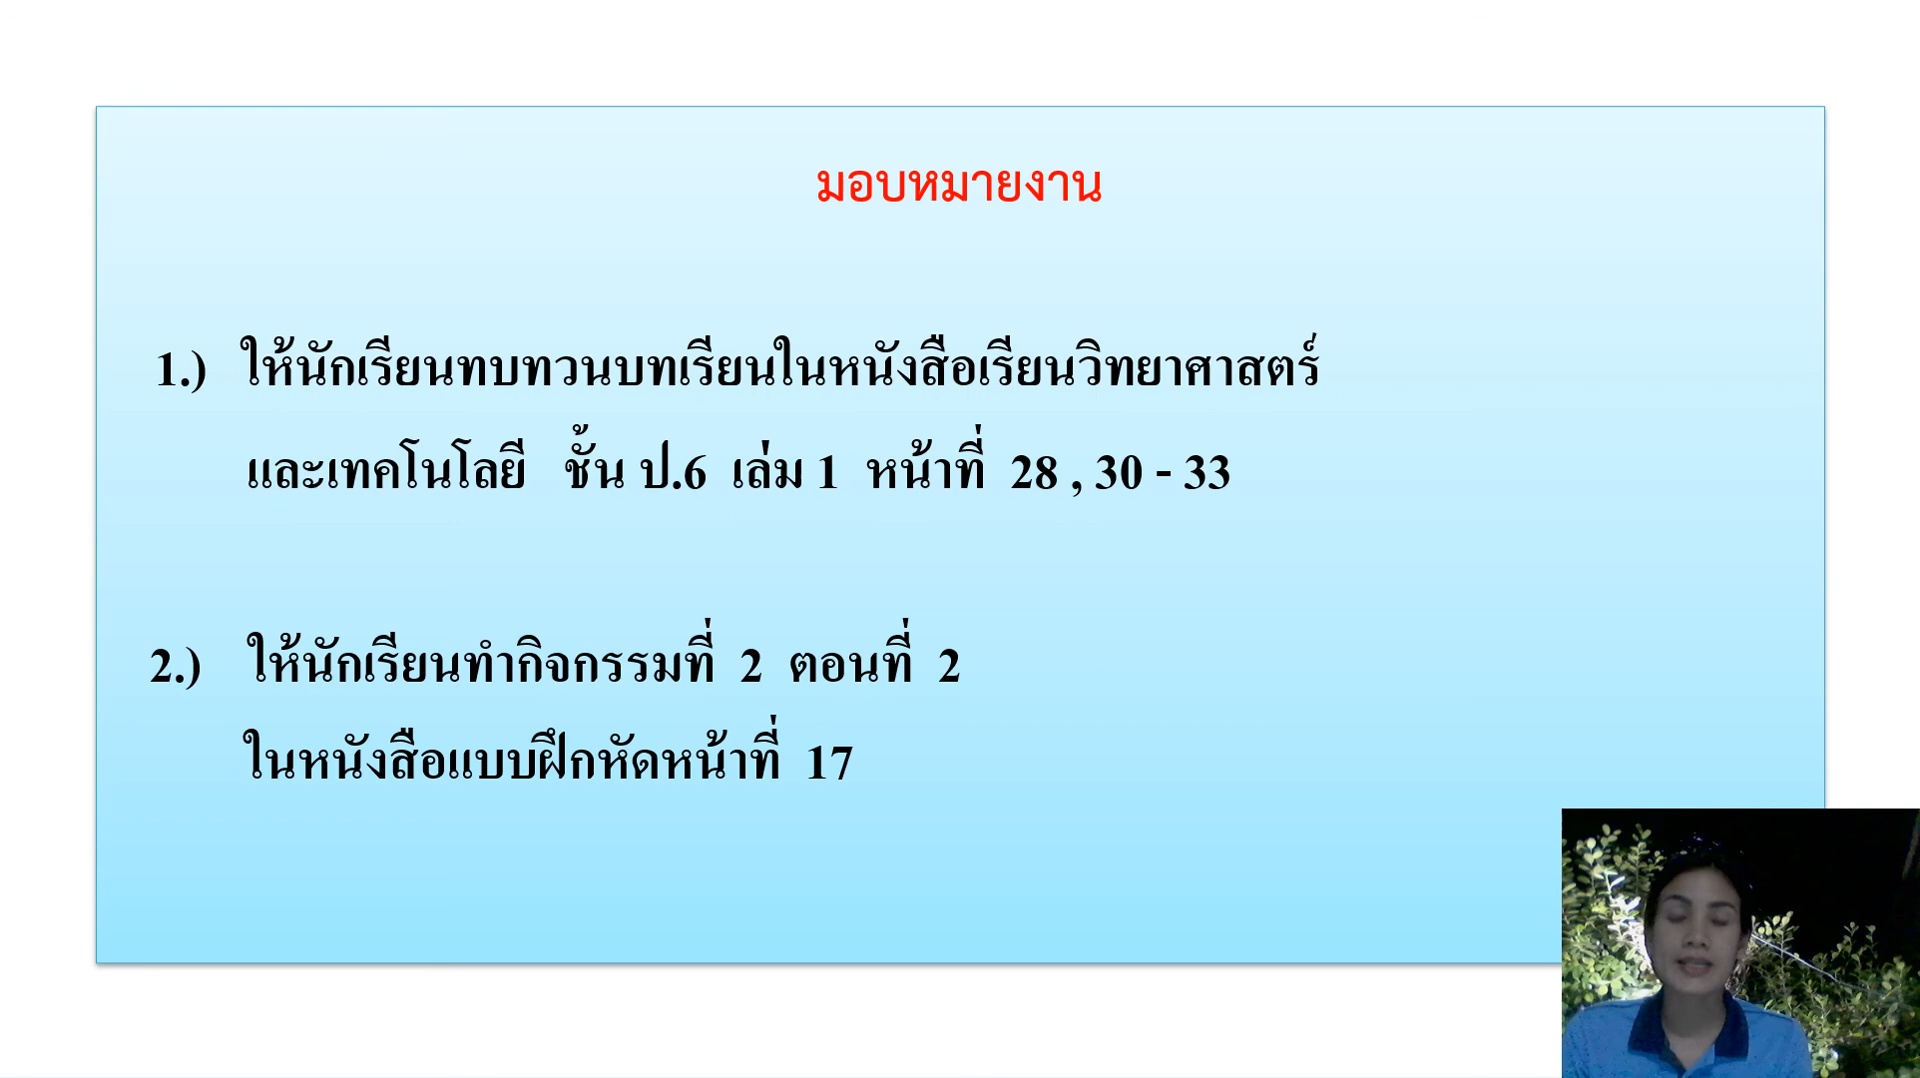 มอบหมายงาน
1.) ให้นักเรียนทบทวนบทเรียนในหนังสือเรียนวิทยาศาสตร์
และเทคโนโลยี ชั้น ป.6 เล่ม 1 หน้าที่ 28 , 30 - 33
2.) ให้นักเรียนทำกิจกรรมที่ 2 ตอนที่ 2
ในหนังสือแบบฝึกหัดหน้าที่ 17